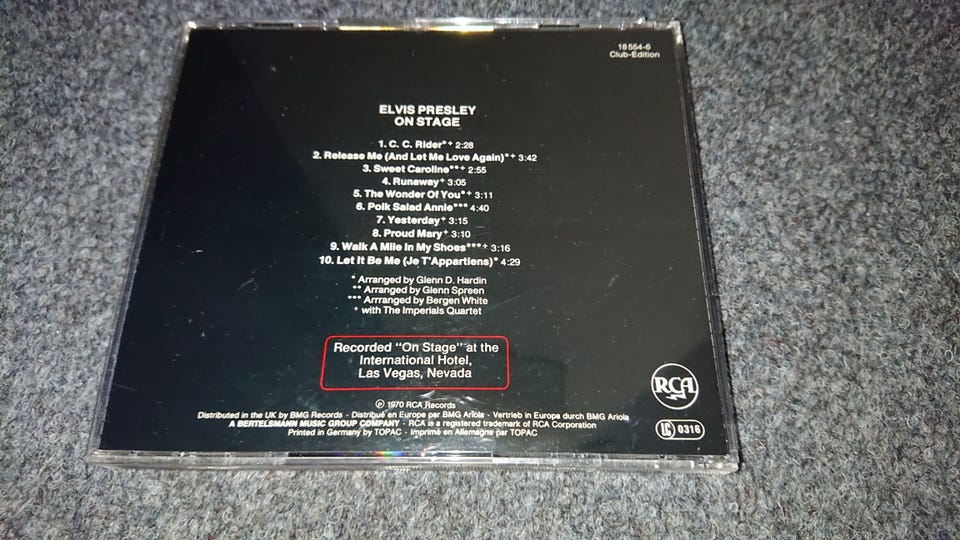 18 554-6
Club-Edition
ELVIS PRESLEY
ON STAGE
1. C. C. Rider*+ 2:28
2. Release Me (And Let Me Love Again)*+ 3:42
3. Sweet Caroline**+ 2:55
4. Runaway+ 3:05
5. The Wonder Of You*+ 3:11
6. Polk Salad Annie*** 4:40
7. Yesterday+ 3:15
8. Proud Mary+ 3:10
9. Walk A Mile In My Shoes***+ 3:16
10. Let It Be Me (Je T'Appartiens)* 4:29
* Arranged by Glenn D. Hardin
** Arranged by Glenn Spreen
*** Arrranged by Bergen White
+ with The Imperials Quartet
Recorded "On Stage" at the
International Hotel,
Las Vegas, Nevada
℗ 1970 RCA Records
Distributed in the UK by BMG Records · Distribué en Europe par BMG Ariola · Vertrieb in Europa durch BMG Ariola
A BERTELSMANN MUSIC GROUP COMPANY · RCA is a registered trademark of RCA Corporation
Printed in Germany by TOPAC · Imprimé en Allemagne par TOPAC
RCA
LC 0316